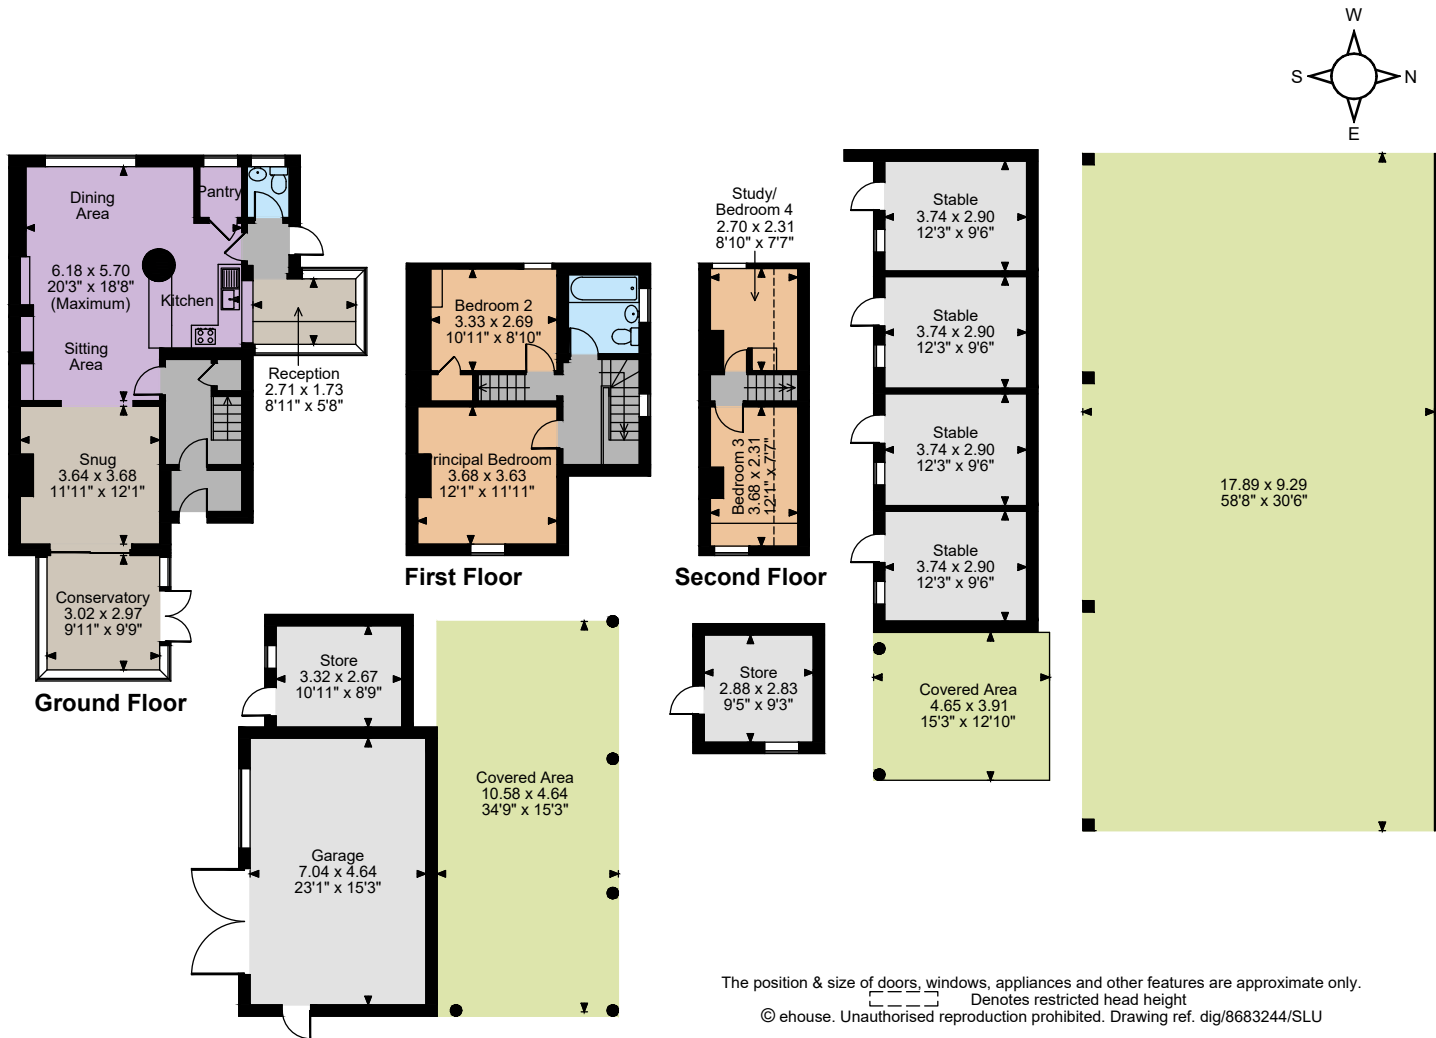 W
S
N
E
Dining
Area
Pantry
6.18 x 5.70
20'3" x 18'8"
(Maximum)
Kitchen
Sitting
Area
Reception
2.71 x 1.73
8'11" x 5'8"
Snug
3.64 x 3.68
11'11" x 12'1"
Conservatory
3.02 x 2.97
9'11" x 9'9"
Ground Floor
Bedroom 2
3.33 x 2.69
10'11" x 8'10"
Principal Bedroom
3.68 x 3.63
12'1" x 11'11"
First Floor
Study/
Bedroom 4
2.70 x 2.31
8'10" x 7'7"
Bedroom 3
3.68 x 2.31
12'1" x 7'7"
Second Floor
Stable
3.74 x 2.90
12'3" x 9'6"
Stable
3.74 x 2.90
12'3" x 9'6"
Stable
3.74 x 2.90
12'3" x 9'6"
Stable
3.74 x 2.90
12'3" x 9'6"
Covered Area
4.65 x 3.91
15'3" x 12'10"
17.89 x 9.29
58'8" x 30'6"
Store
3.32 x 2.67
10'11" x 8'9"
Store
2.88 x 2.83
9'5" x 9'3"
Covered Area
10.58 x 4.64
34'9" x 15'3"
Garage
7.04 x 4.64
23'1" x 15'3"
The position & size of doors, windows, appliances and other features are approximate only.
Denotes restricted head height
© ehouse. Unauthorised reproduction prohibited. Drawing ref. dig/8683244/SLU